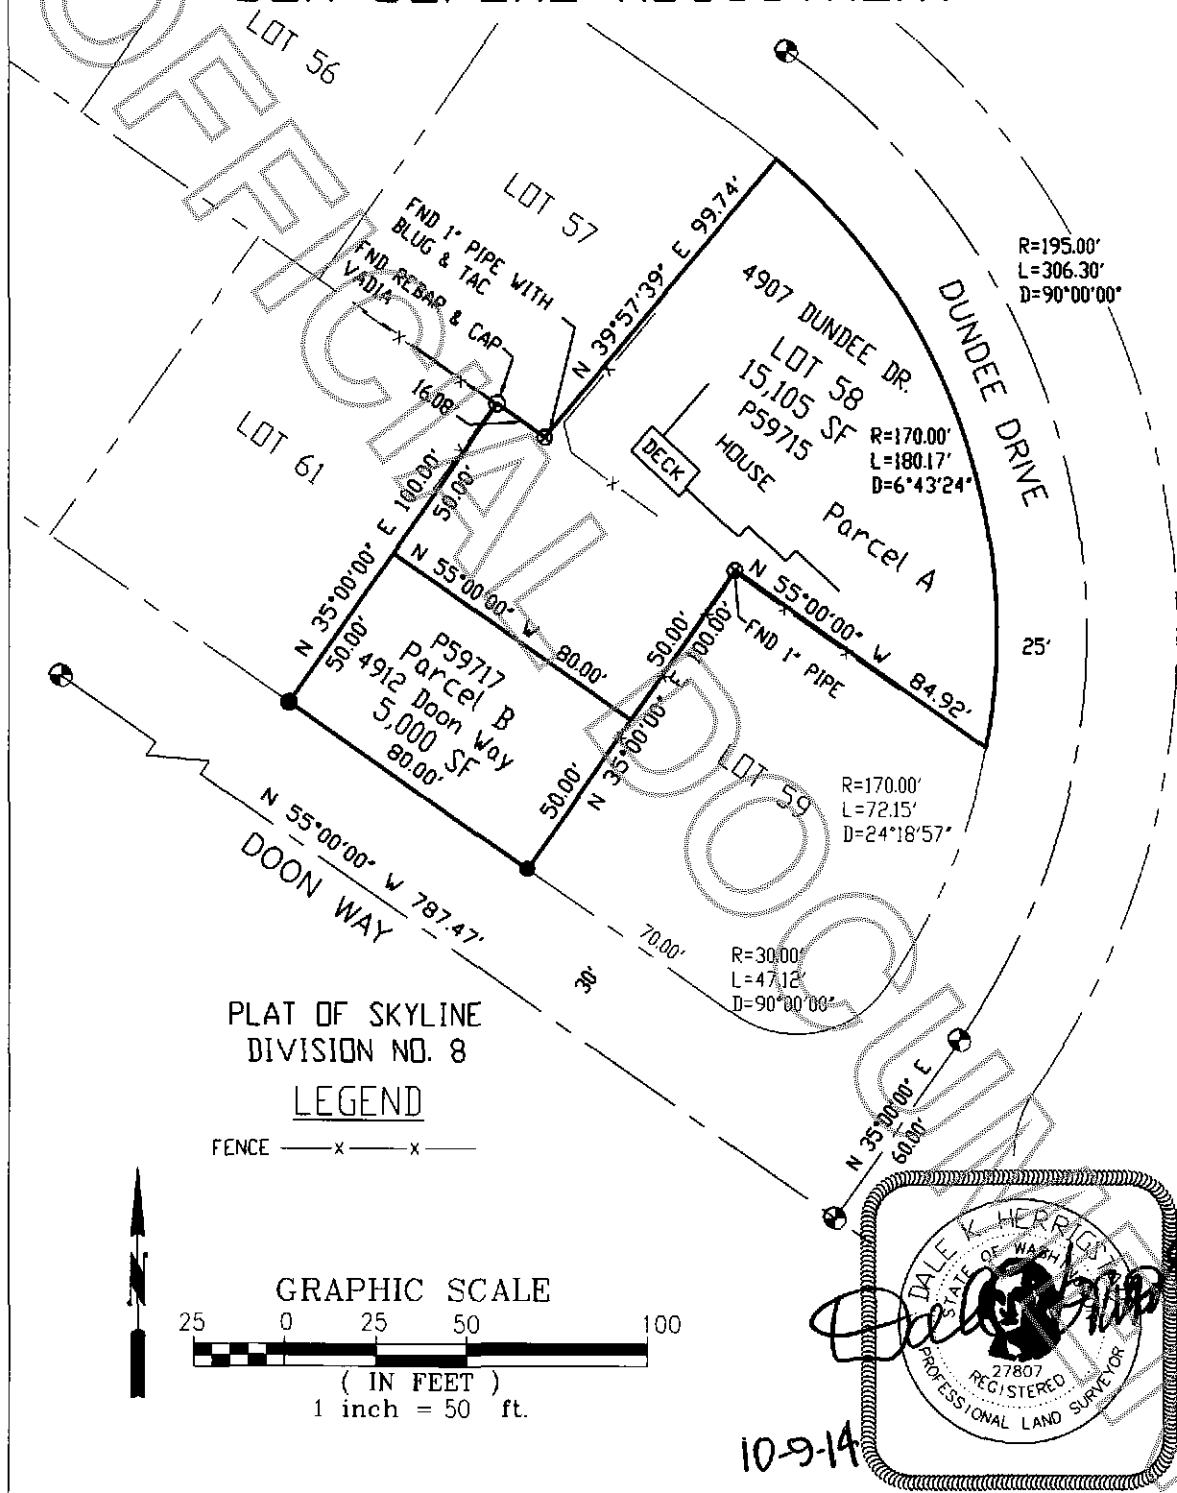 LOT 56
LOT 57
FND 1" PIPE WITH
BLUG & TAC
FND REBAR & CAP
VADIA
16.08
N 39°57'39" E 99.74'
4907 DUNDEE DR.
LOT 58
15,105 SF
P59715
HOUSE
DECK
Parcel A
R=170.00'
L=180.17'
D=6°43'24"
DUNDEE DRIVE
R=195.00'
L=306.30'
D=90°00'00"
25'
LOT 61
N 35°00'00" E 100.00'
50.00'
50.00'
N 55°00'00" W 80.00'
P59717
Parcel B
4912 Doon Way
5,000 SF
80.00'
50.00'
50.00'
N 35°00'00" E 100.00'
FND 1" PIPE
N 55°00'00" W 84.92'
LOT 59
R=170.00'
L=72.15'
D=24°18'57"
N 55°00'00" W 787.47'
DOON WAY
30'
70.00'
R=30.00'
L=47.12'
D=90°00'00"
N 35°00'00" E
60.00'
PLAT OF SKYLINE
DIVISION NO. 8
LEGEND
FENCE —x—x—
N
GRAPHIC SCALE
25 0 25 50 100
( IN FEET )
1 inch = 50 ft.
DALE K. HERRIGST
STATE OF WASHI
27807
REGISTERED
PROFESSIONAL LAND SURVEYOR
10-9-14
OFFICIAL DOCUME